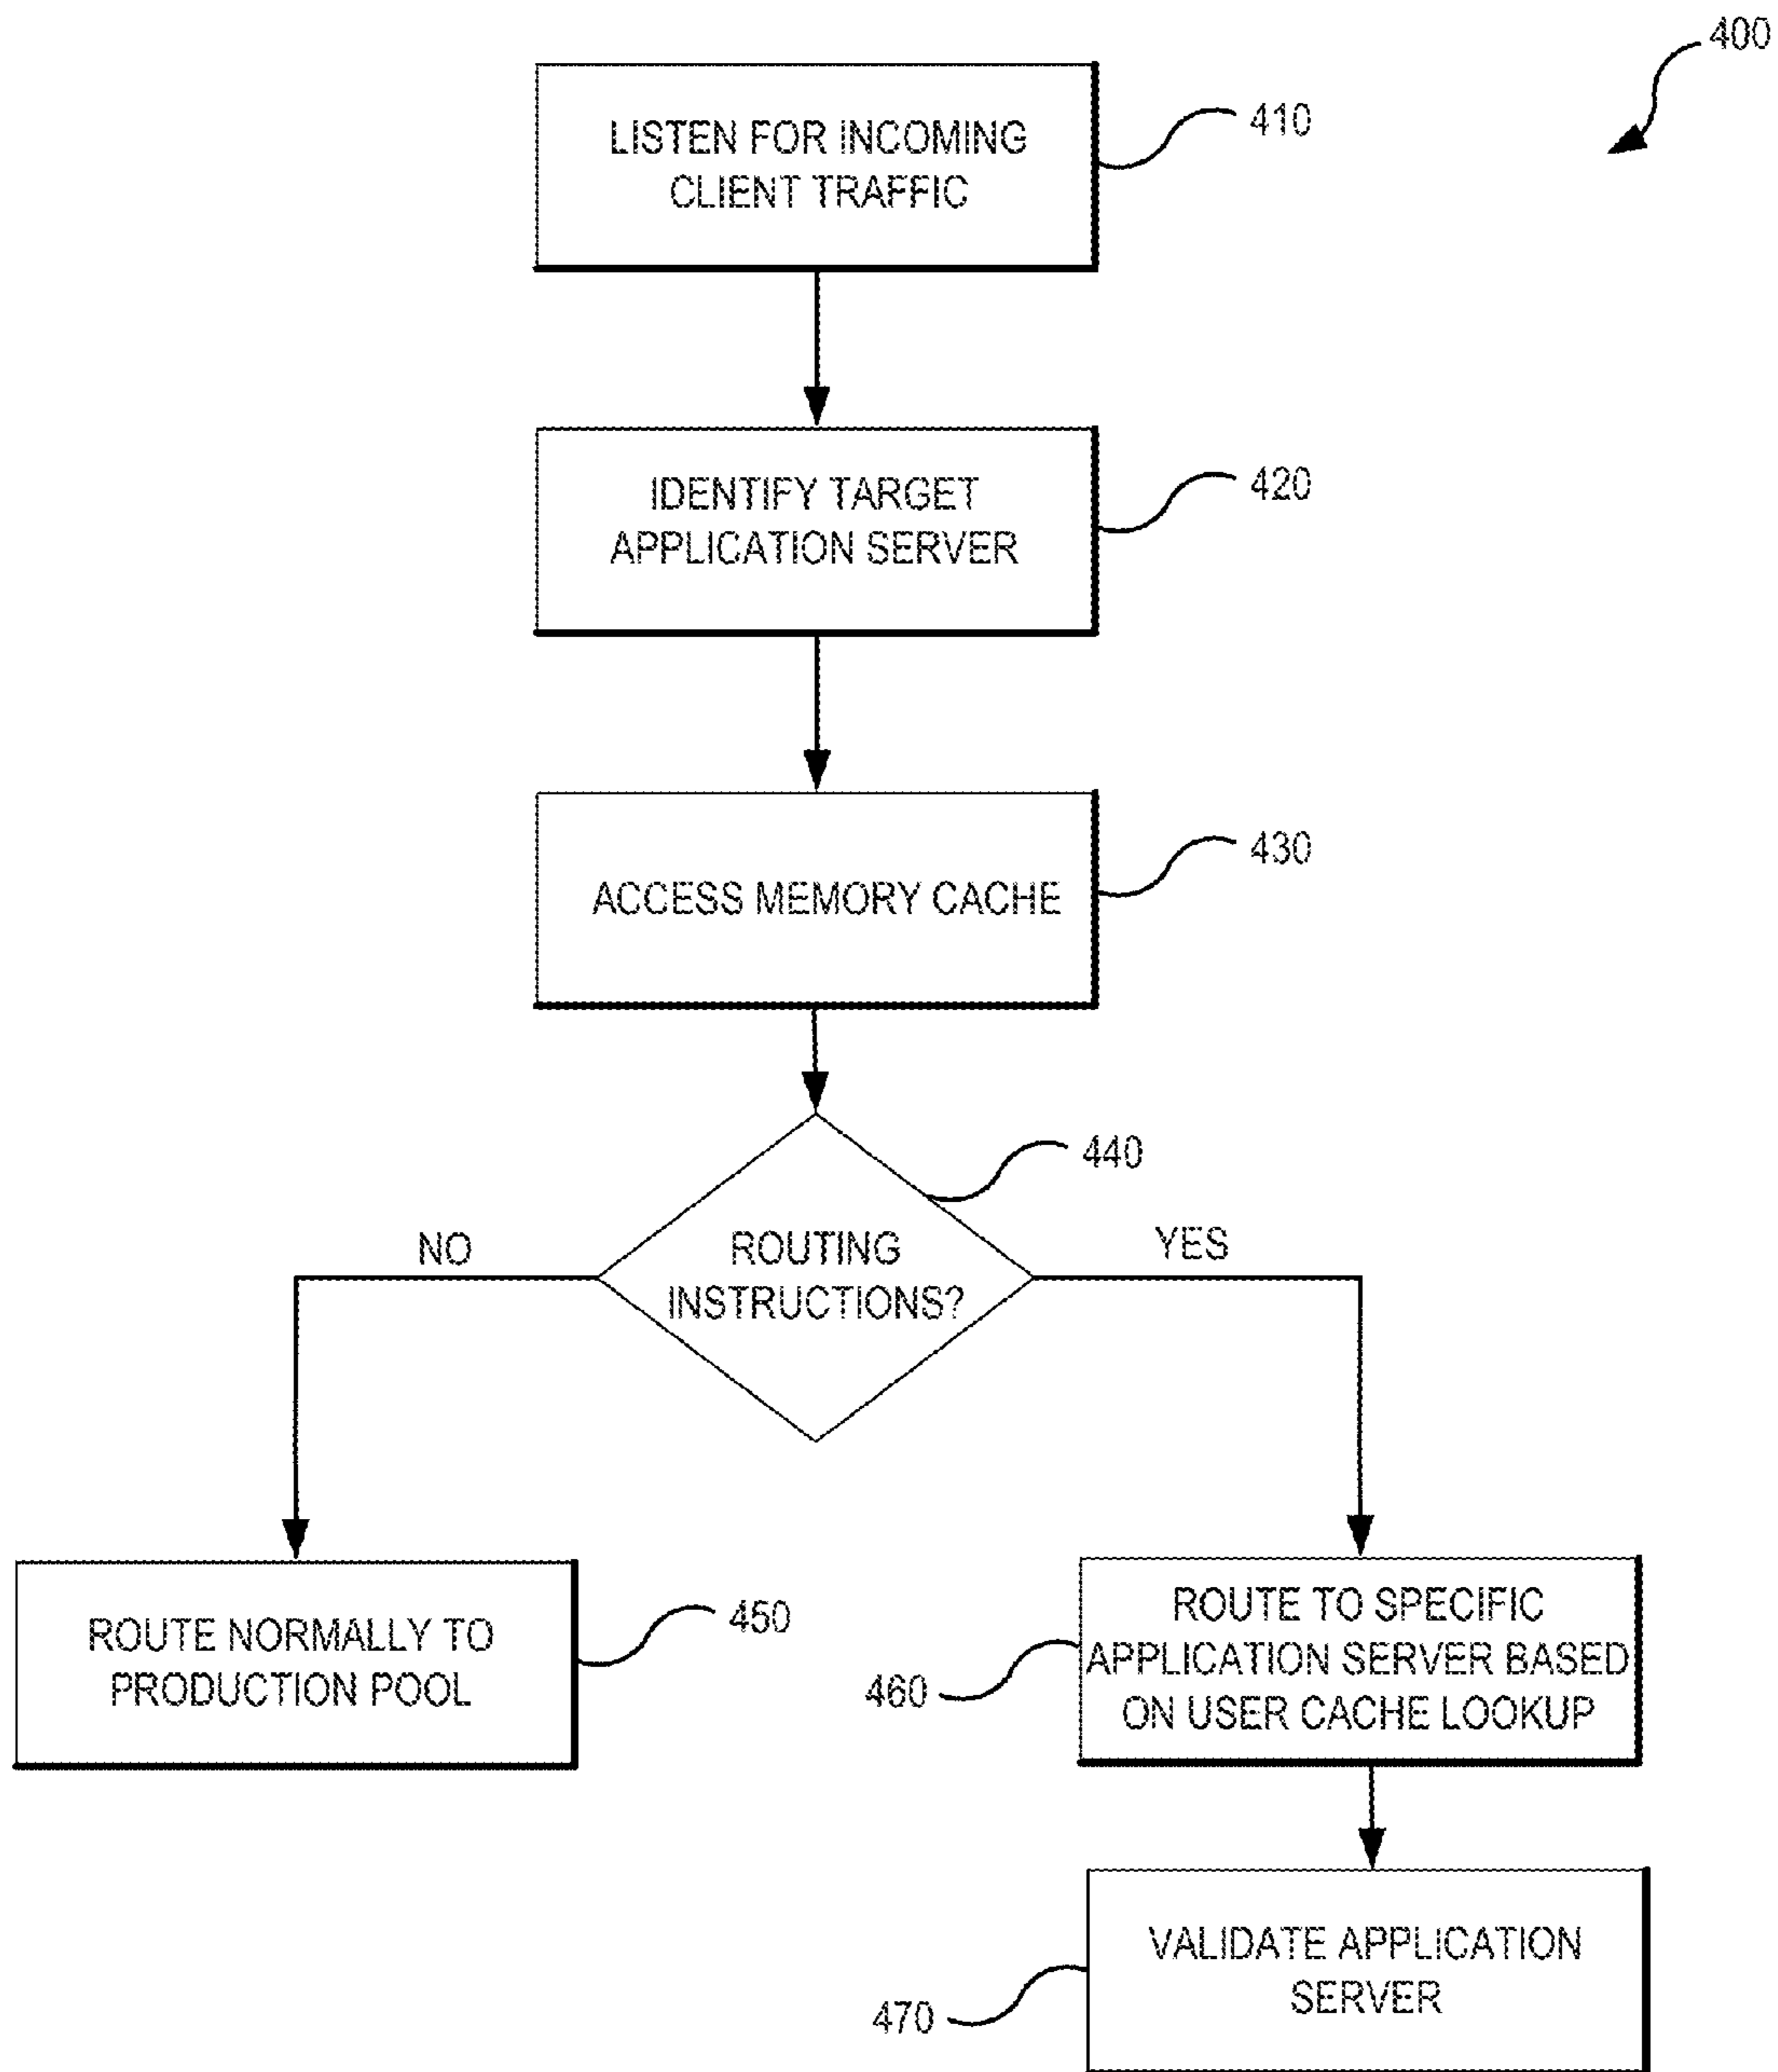 400
LISTEN FOR INCOMING
CLIENT TRAFFIC
410
IDENTIFY TARGET
APPLICATION SERVER
420
ACCESS MEMORY CACHE
430
440
ROUTING
INSTRUCTIONS?
NO
YES
ROUTE NORMALLY TO
PRODUCTION POOL
450
ROUTE TO SPECIFIC
APPLICATION SERVER BASED
ON USER CACHE LOOKUP
460
VALIDATE APPLICATION
SERVER
470